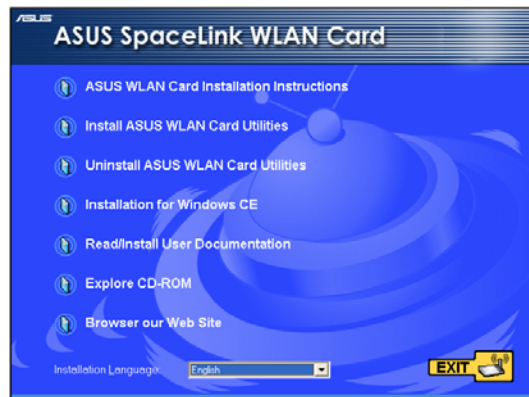 ASUS
ASUS SpaceLink WLAN Card
ASUS WLAN Card Installation Instructions
Install ASUS WLAN Card Utilities
Uninstall ASUS WLAN Card Utilities
Installation for Windows CE
Read/Install User Documentation
Explore CD-ROM
Browser our Web Site
Installation Language: English
EXIT